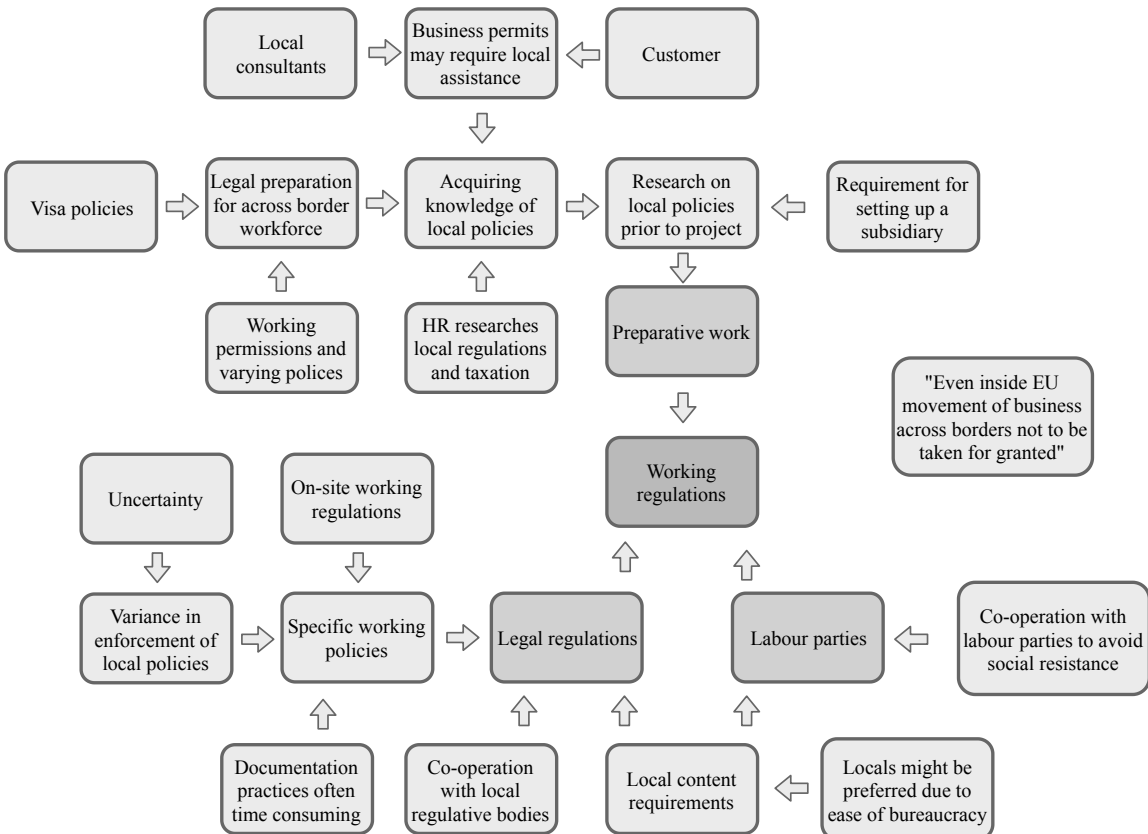 Local
consultants
Business permits
may require local
assistance
Customer
Visa policies
Legal preparation
for across border
workforce
Acquiring
knowledge of
local policies
Research on
local policies
prior to project
Requirement for
setting up a
subsidiary
Working
permissions and
varying polices
HR researches
local regulations
and taxation
Preparative work
"Even inside EU
movement of business
across borders not to be
taken for granted"
Working
regulations
Uncertainty
On-site working
regulations
Variance in
enforcement of
local policies
Specific working
policies
Legal regulations
Labour parties
Co-operation with
labour parties to avoid
social resistance
Documentation
practices often
time consuming
Co-operation
with local
regulative bodies
Local content
requirements
Locals might be
preferred due to
ease of bureaucracy